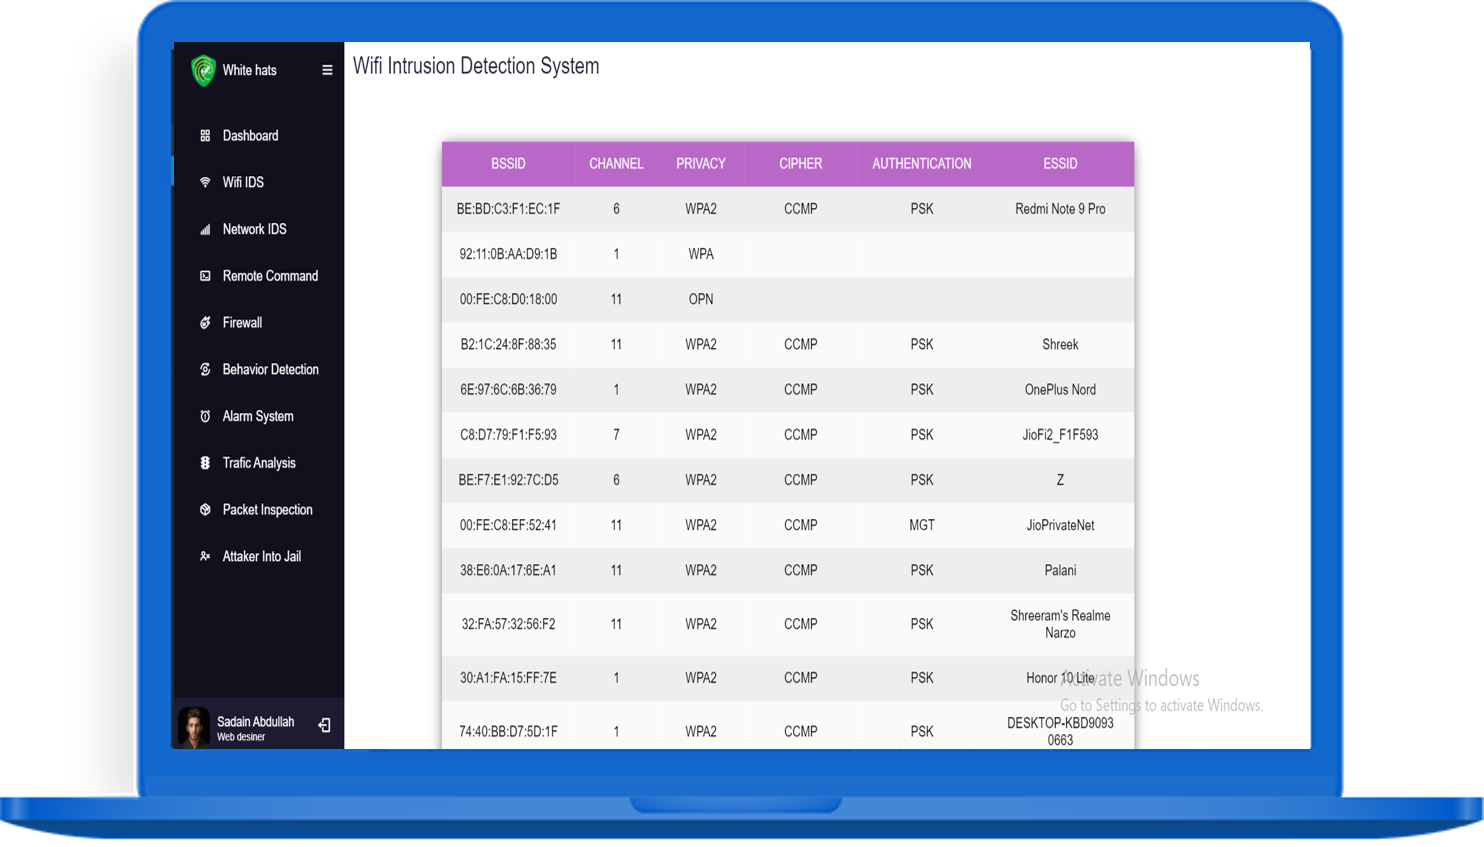 White hats
Wifi Intrusion Detection System
Dashboard
Wifi IDS
Network IDS
Remote Command
Firewall
Behavior Detection
Alarm System
Trafic Analysis
Packet Inspection
Attaker Into Jail
Sadain Abdullah
Web desiner
BSSID CHANNEL PRIVACY CIPHER AUTHENTICATION ESSID
BE:BD:C3:F1:EC:1F 6 WPA2 CCMP PSK Redmi Note 9 Pro
92:11:0B:AA:D9:1B 1 WPA
00:FE:C8:D0:18:00 11 OPN
B2:1C:24:8F:88:35 11 WPA2 CCMP PSK Shreek
6E:97:6C:6B:36:79 1 WPA2 CCMP PSK OnePlus Nord
C8:D7:79:F1:F5:93 7 WPA2 CCMP PSK JioFi2_F1F593
BE:F7:E1:92:7C:D5 6 WPA2 CCMP PSK Z
00:FE:C8:EF:52:41 11 WPA2 CCMP MGT JioPrivateNet
38:E6:0A:17:6E:A1 11 WPA2 CCMP PSK Palani
32:FA:57:32:56:F2 11 WPA2 CCMP PSK Shreeram's Realme
Narzo
30:A1:FA:15:FF:7E 1 WPA2 CCMP PSK Honor 10 Lite
74:40:BB:D7:5D:1F 1 WPA2 CCMP PSK DESKTOP-KBD9093
0663
Activate Windows
Go to Settings to activate Windows.